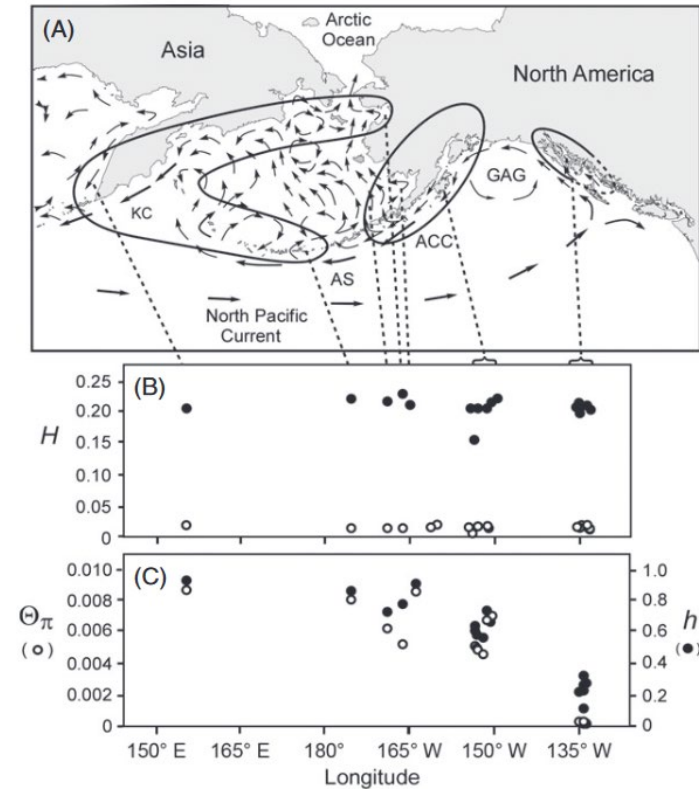 (A)
Arctic
Ocean
Asia
North America
KC
GAG
ACC
AS
North Pacific
Current
(B)
0.25
0.20
H
0.15
0.10
0.05
0
(C)
0.010
1.0
0.008
0.8
Θπ
(○)
0.006
0.6
h
(●)
0.004
0.4
0.002
0.2
0
0
150° E 165° E 180° 165° W 150° W 135° W
Longitude